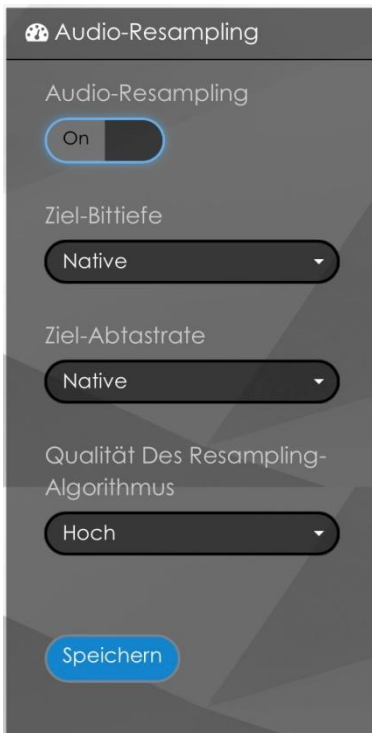 Audio-Resampling
Audio-Resampling
On
Ziel-Bittiefe
Native
Ziel-Abtastrate
Native
Qualität Des Resampling-
Algorithmus
Hoch
Speichern